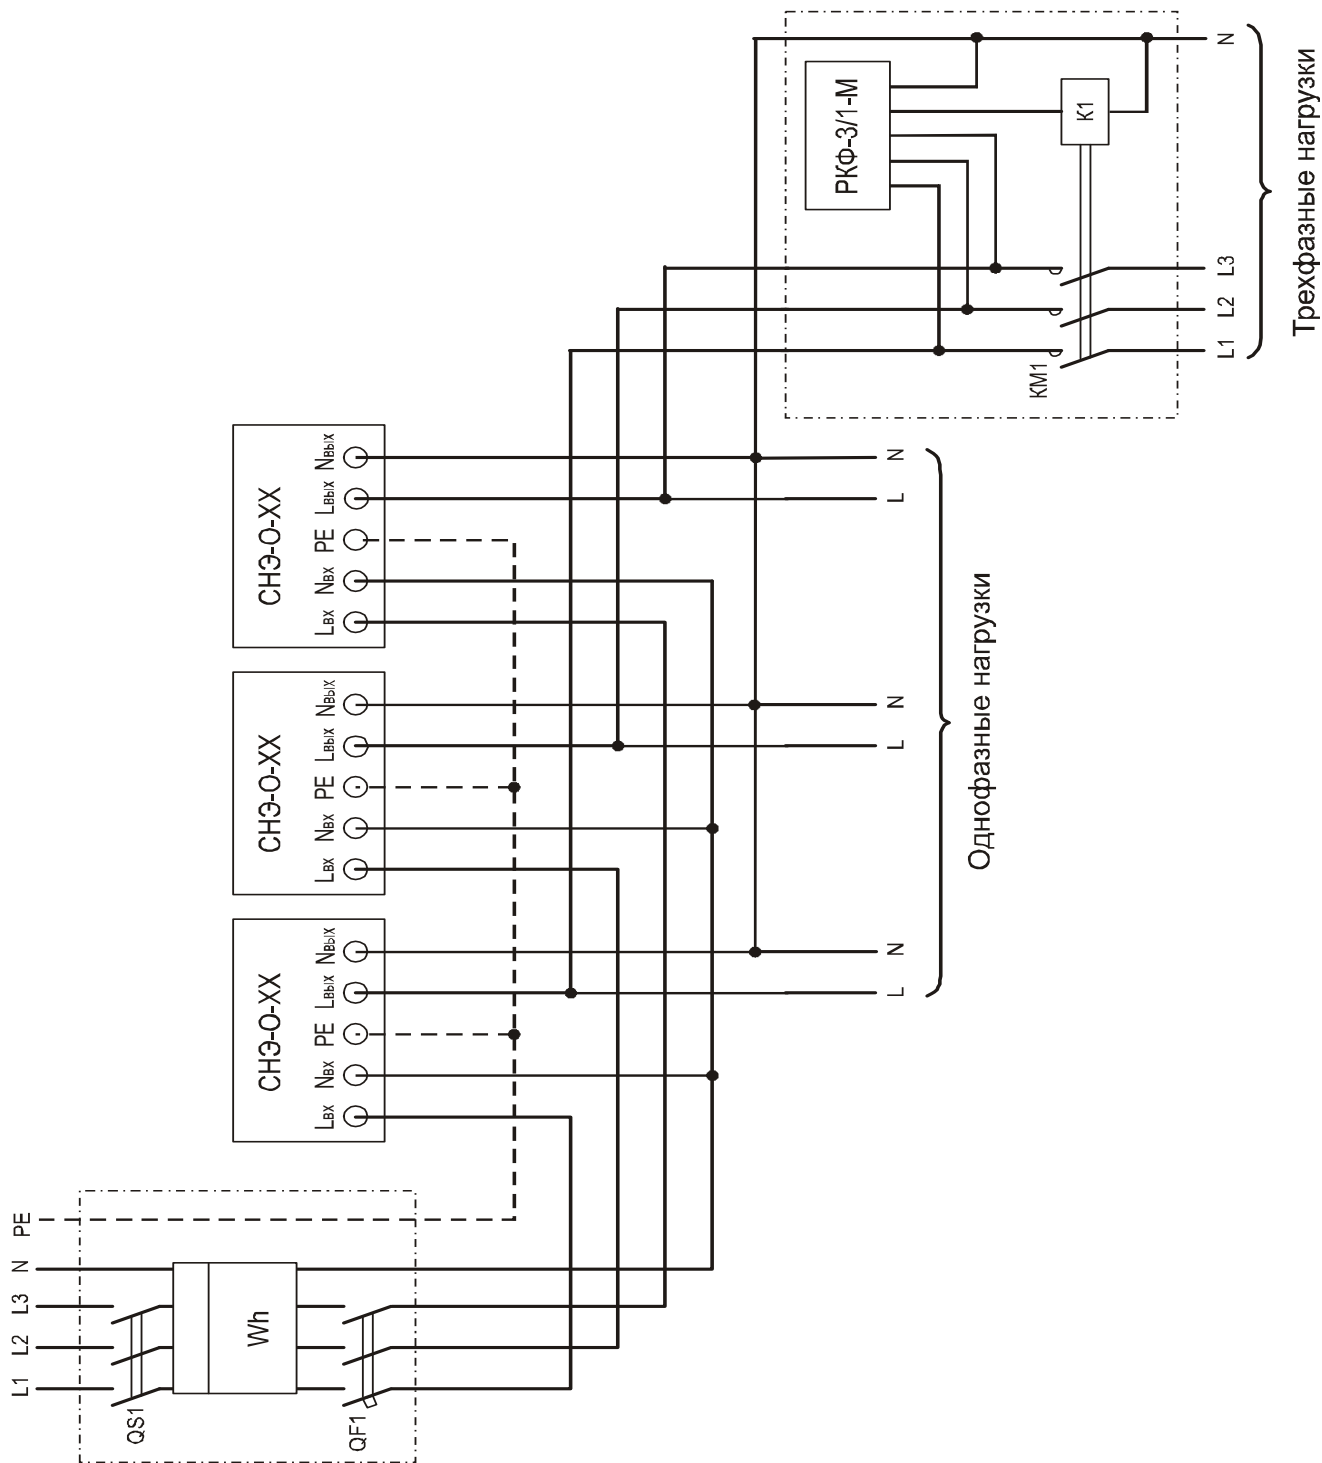 PE
N
L3
L2
L1
QS1
Wh
QF1
СНЭ-О-ХХ
Lвх
Nвх
PE
Lвых
Nвых
СНЭ-О-ХХ
Lвх
Nвх
PE
Lвых
Nвых
СНЭ-О-ХХ
Lвх
Nвх
PE
Lвых
Nвых
L
N
L
N
L
N
Однофазные нагрузки
РКФ-3/1-М
К1
КМ1
L1
L2
L3
N
Трехфазные нагрузки